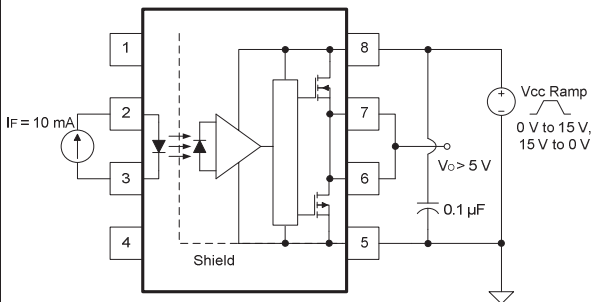 1
8
IF = 10 mA
2
7
Vcc Ramp
0 V to 15 V,
15 V to 0 V
+
−
VO > 5 V
3
6
0.1 µF
4
5
Shield